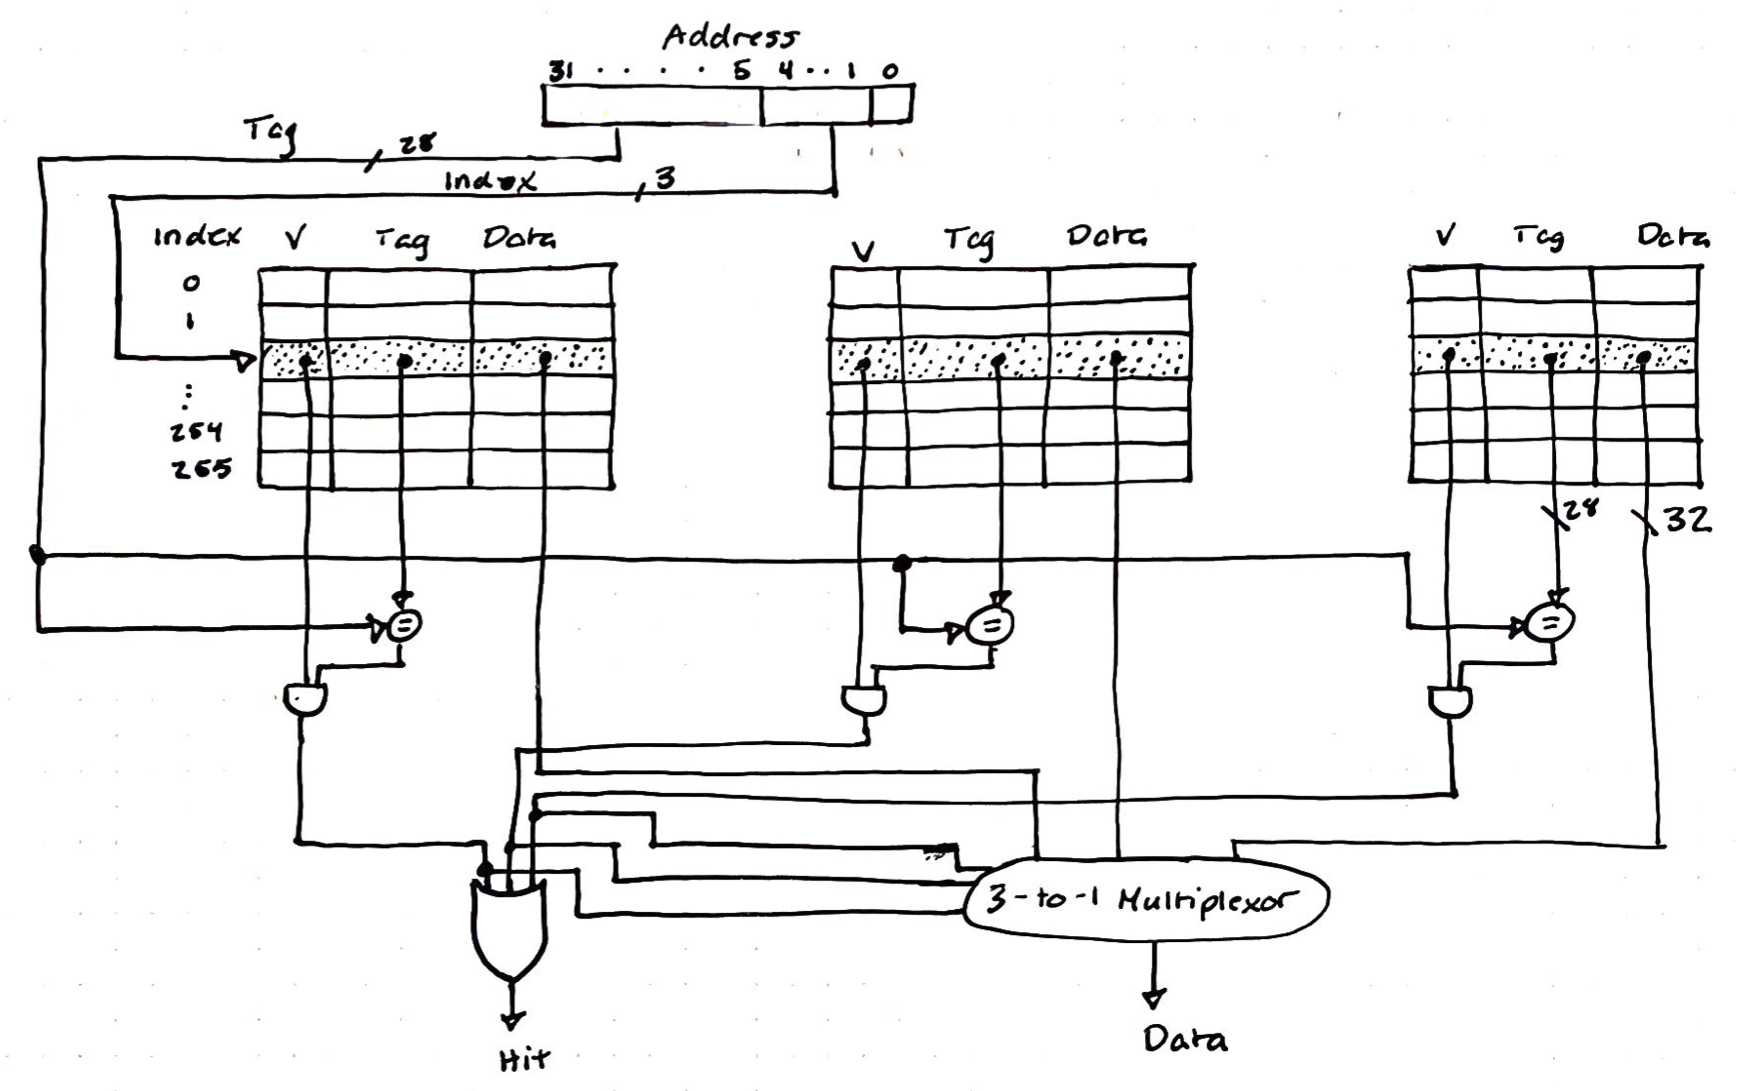 Address
31 · · · · 5 4 · · 1 0
Tag 28
Index 3
Index V Tag Data V Tag Data V Tag Data
0
1
⋮
254
255
28 32
= = =
3-to-1 Multiplexor
Hit
Data